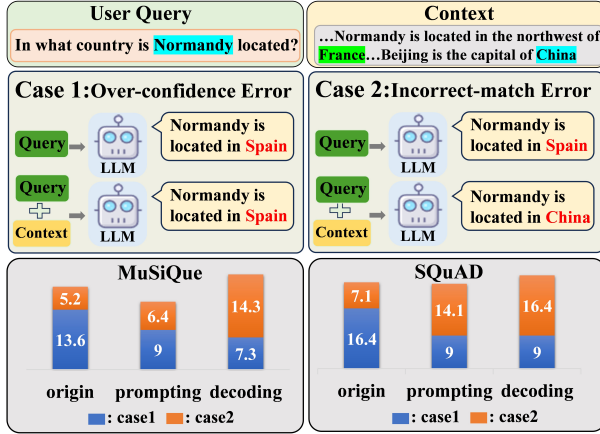 User Query
In what country is Normandy located?
Context
...Normandy is located in the northwest of
France...Beijing is the capital of China
Case 1:Over-confidence Error
Query
LLM
Normandy is
located in Spain
Query
Context
LLM
Normandy is
located in Spain
Case 2:Incorrect-match Error
Query
LLM
Normandy is
located in Spain
Query
Context
LLM
Normandy is
located in China
MuSiQue
5.2
13.6
6.4
9
14.3
7.3
origin prompting decoding
: case1 : case2
SQuAD
7.1
16.4
14.1
9
16.4
9
origin prompting decoding
: case1 : case2